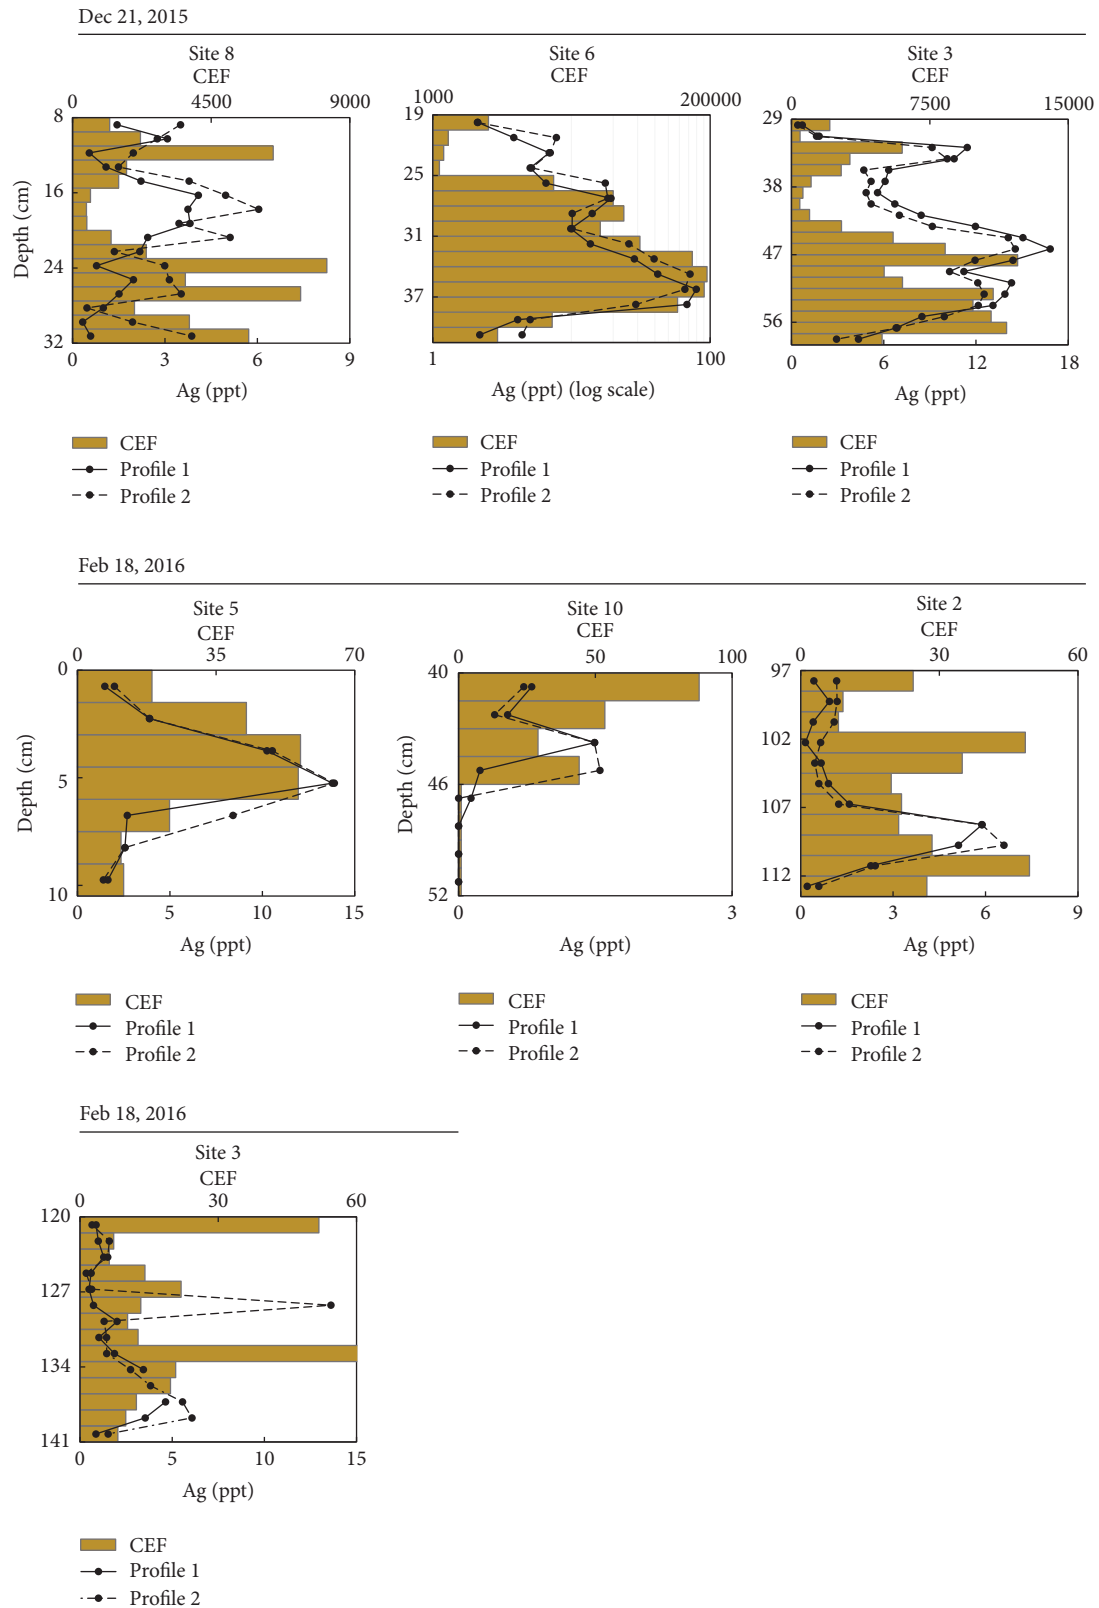 Dec 21, 2015
Site 8
CEF
0 4500 9000
8
16
24
32
Depth (cm)
0 3 6 9
Ag (ppt)
CEF
Profile 1
Profile 2
Site 6
CEF
1000 200000
19
25
31
37
1 100
Ag (ppt) (log scale)
CEF
Profile 1
Profile 2
Site 3
CEF
0 7500 15000
29
38
47
56
0 6 12 18
Ag (ppt)
CEF
Profile 1
Profile 2
Feb 18, 2016
Site 5
CEF
0 35 70
0
5
10
Depth (cm)
0 5 10 15
Ag (ppt)
CEF
Profile 1
Profile 2
Site 10
CEF
0 50 100
40
46
52
Depth (cm)
0 3
Ag (ppt)
CEF
Profile 1
Profile 2
Site 2
CEF
0 30 60
97
102
107
112
0 3 6 9
Ag (ppt)
CEF
Profile 1
Profile 2
Feb 18, 2016
Site 3
CEF
0 30 60
120
127
134
141
0 5 10 15
Ag (ppt)
CEF
Profile 1
Profile 2